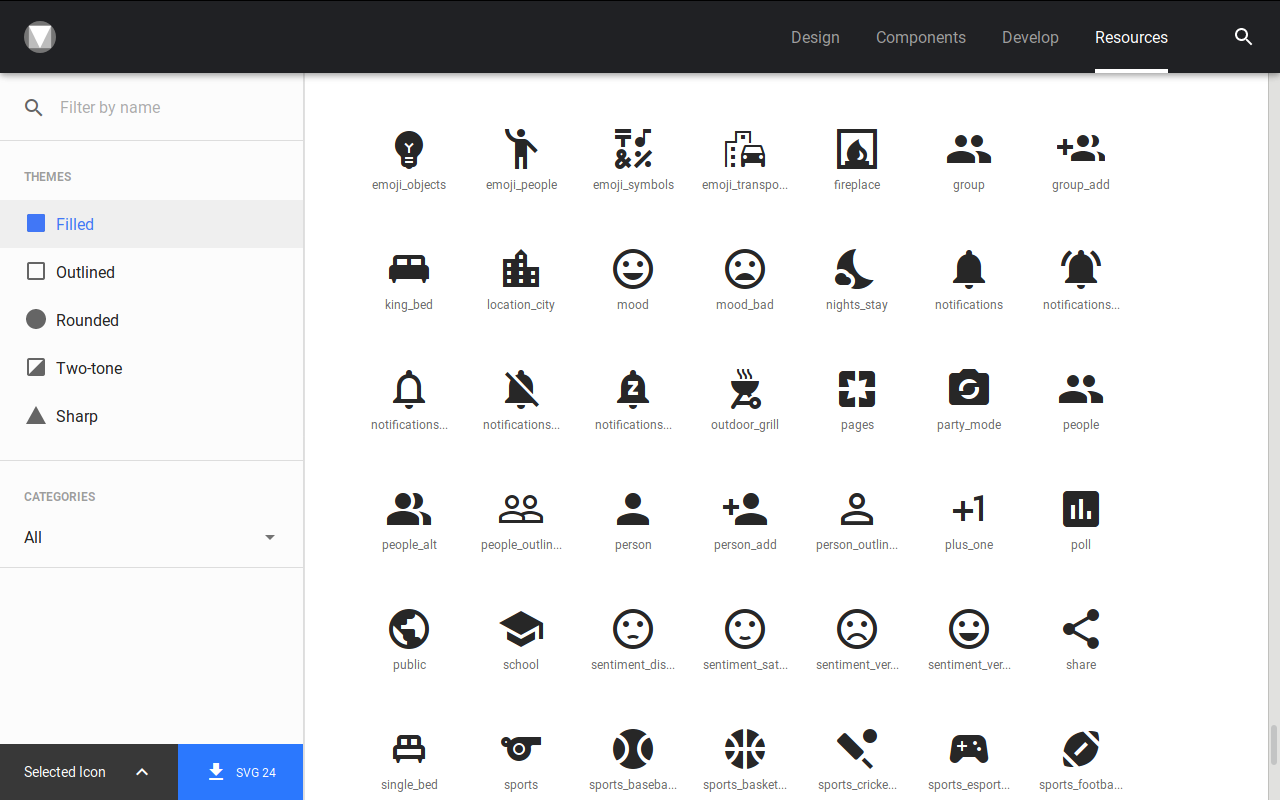 Design Components Develop Resources
Filter by name
THEMES
Filled
Outlined
Rounded
Two-tone
Sharp
CATEGORIES
All
Selected Icon
SVG 24
emoji_objects emoji_people emoji_symbols emoji_transpo... fireplace group group_add
king_bed location_city mood mood_bad nights_stay notifications notifications...
notifications... notifications... notifications... outdoor_grill pages party_mode people
people_alt people_outlin... person person_add person_outlin... plus_one poll
public school sentiment_dis... sentiment_sat... sentiment_ver... sentiment_ver... share
single_bed sports sports_baseba... sports_basket... sports_cricke... sports_esport... sports_footba...